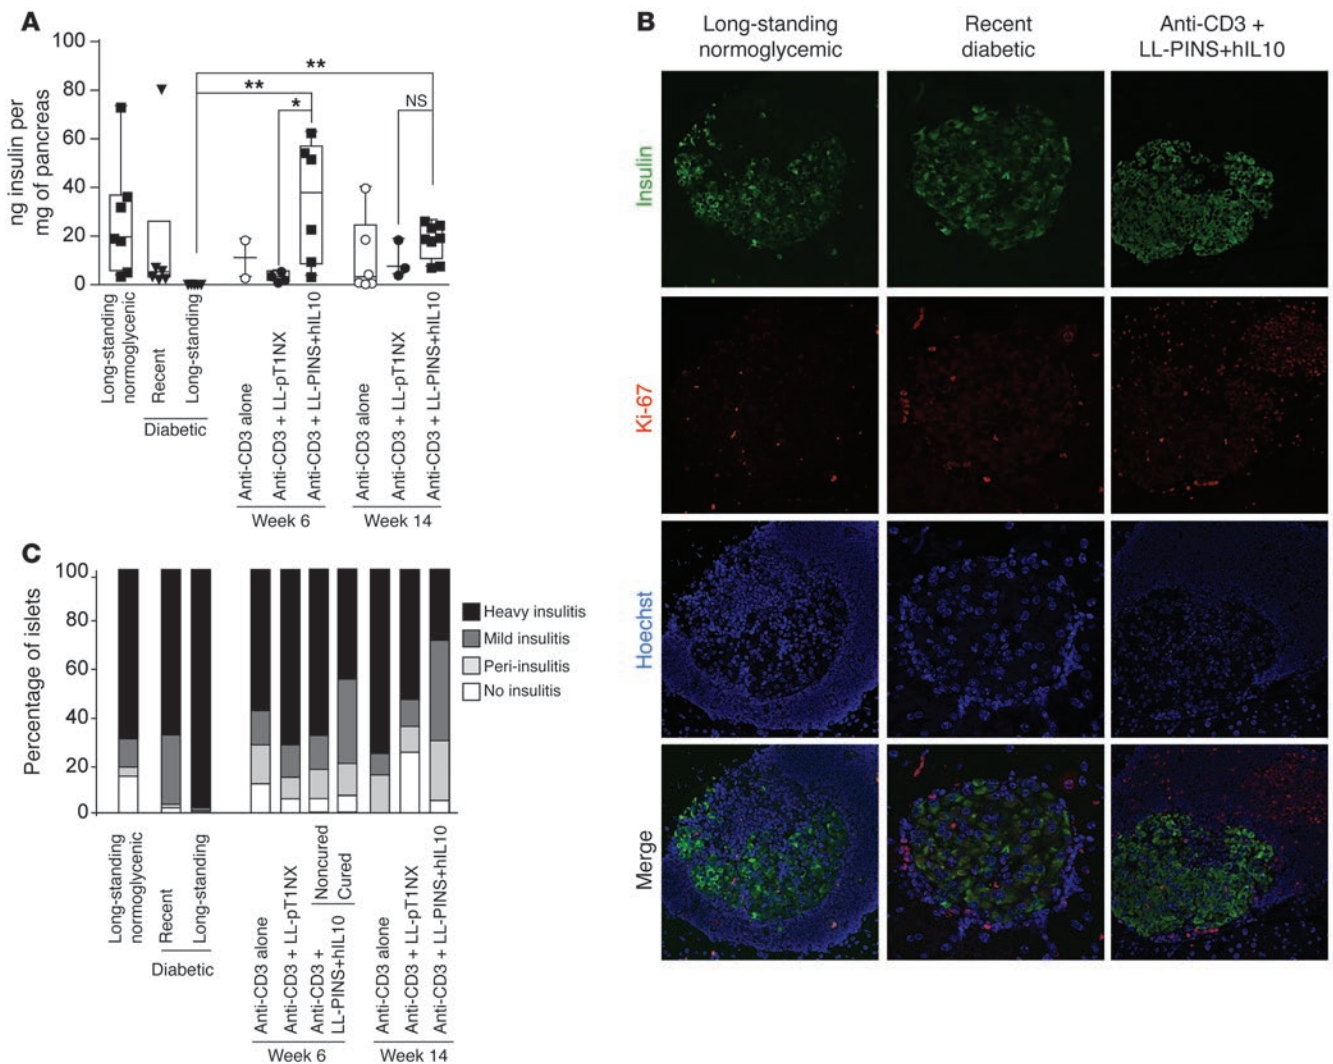 A
ng insulin per
mg of pancreas
100
80
60
40
20
0
**
**
*
NS
Long-standing
normoglycenic
Recent
Long-standing
Diabetic
Anti-CD3 alone
Anti-CD3 + LL-pT1NX
Anti-CD3 + LL-PINS+hIL10
Week 6
Anti-CD3 alone
Anti-CD3 + LL-pT1NX
Anti-CD3 + LL-PINS+hIL10
Week 14
B
Long-standing
normoglycemic
Recent
diabetic
Anti-CD3 +
LL-PINS+hIL10
Insulin
Ki-67
Hoechst
Merge
C
Percentage of islets
100
80
60
40
20
0
Heavy insulitis
Mild insulitis
Peri-insulitis
No insulitis
Long-standing
normoglycenic
Recent
Long-standing
Diabetic
Anti-CD3 alone
Anti-CD3 + LL-pT1NX
Noncured
Cured
Anti-CD3 +
LL-PINS+hIL10
Week 6
Anti-CD3 alone
Anti-CD3 + LL-pT1NX
Anti-CD3 + LL-PINS+hIL10
Week 14